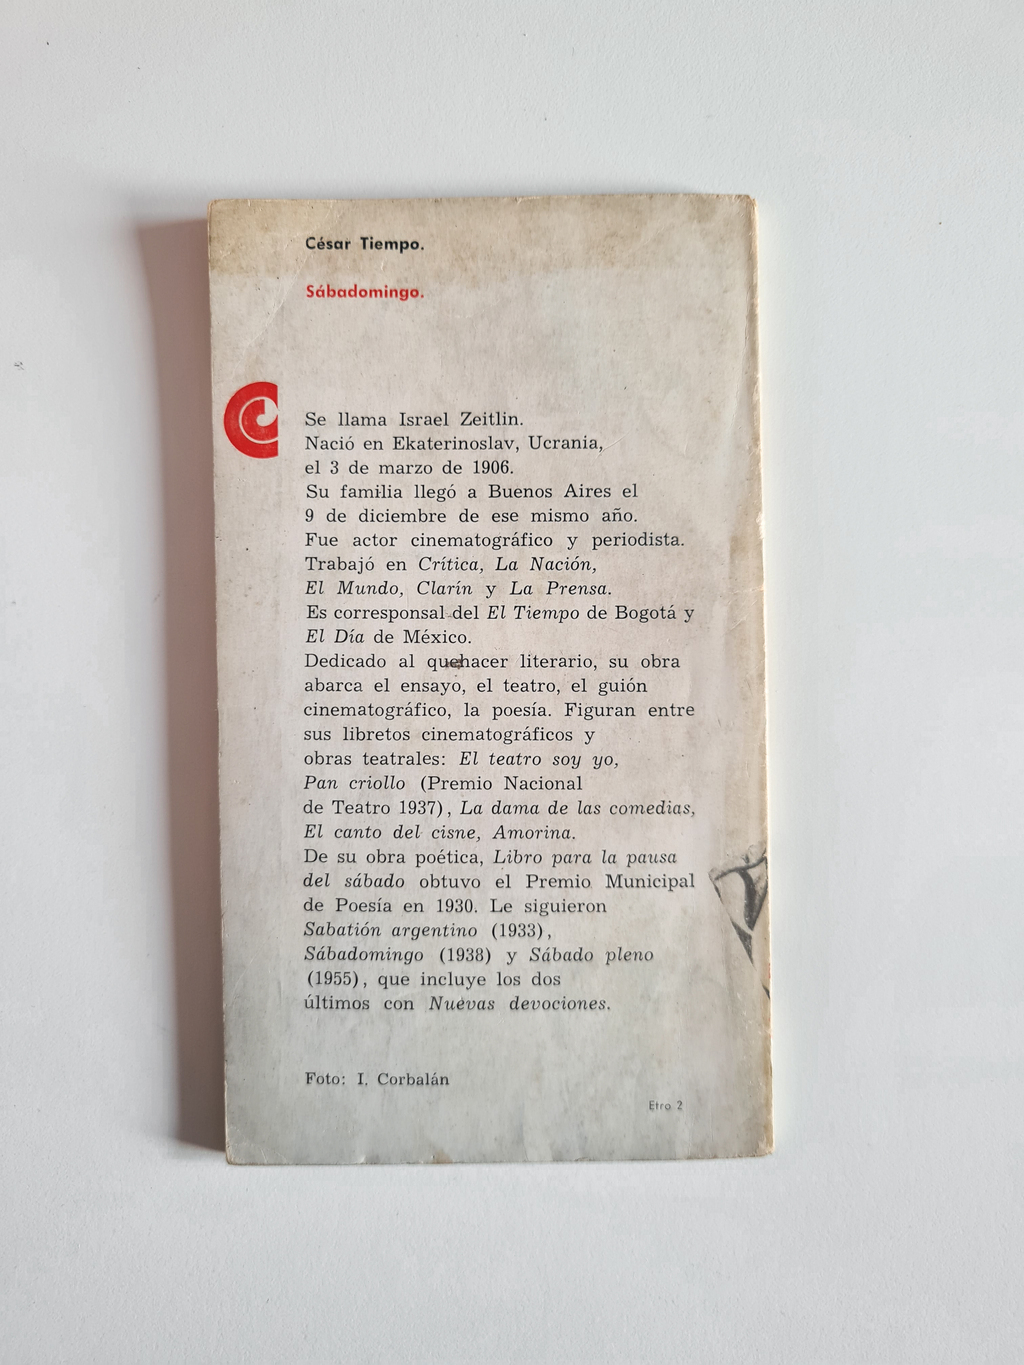 César Tiempo.
Sábadomingo.
Se llama Israel Zeitlin.
Nació en Ekaterinoslav, Ucrania,
el 3 de marzo de 1906.
Su familia llegó a Buenos Aires el
9 de diciembre de ese mismo año.
Fue actor cinematográfico y periodista.
Trabajó en Crítica, La Nación,
El Mundo, Clarín y La Prensa.
Es corresponsal del El Tiempo de Bogotá y
El Día de México.
Dedicado al quehacer literario, su obra
abarca el ensayo, el teatro, el guión
cinematográfico, la poesía. Figuran entre
sus libretos cinematográficos y
obras teatrales: El teatro soy yo,
Pan criollo (Premio Nacional
de Teatro 1937), La dama de las comedias,
El canto del cisne, Amorina.
De su obra poética, Libro para la pausa
del sábado obtuvo el Premio Municipal
de Poesía en 1930. Le siguieron
Sabatión argentino (1933),
Sábadomingo (1938) y Sábado pleno
(1955), que incluye los dos
últimos con Nuevas devociones.
Foto: I. Corbalán
Etro 2